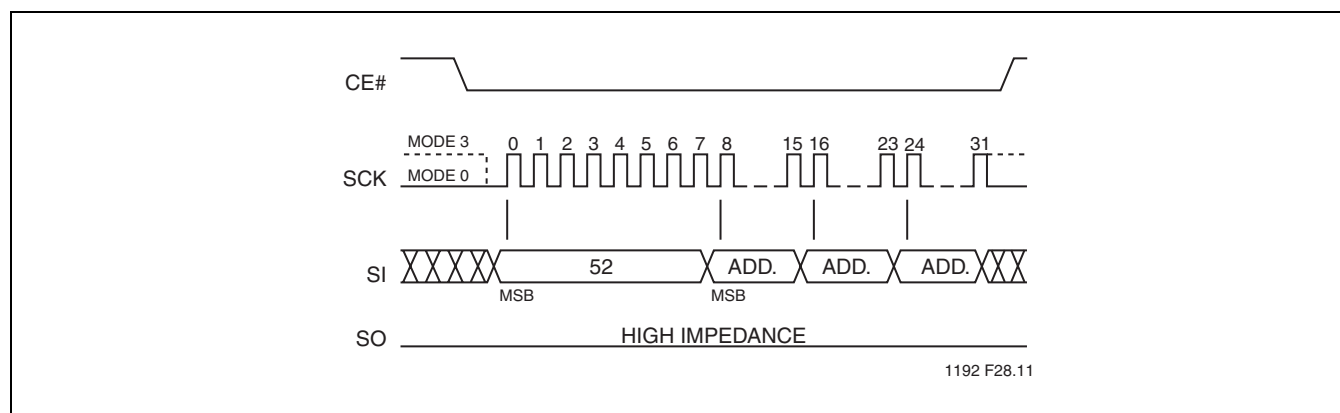 CE#
MODE 3 0 1 2 3 4 5 6 7 8 15 16 23 24 31
SCK MODE 0
SI 52 ADD. ADD. ADD.
MSB MSB
SO HIGH IMPEDANCE
1192 F28.11